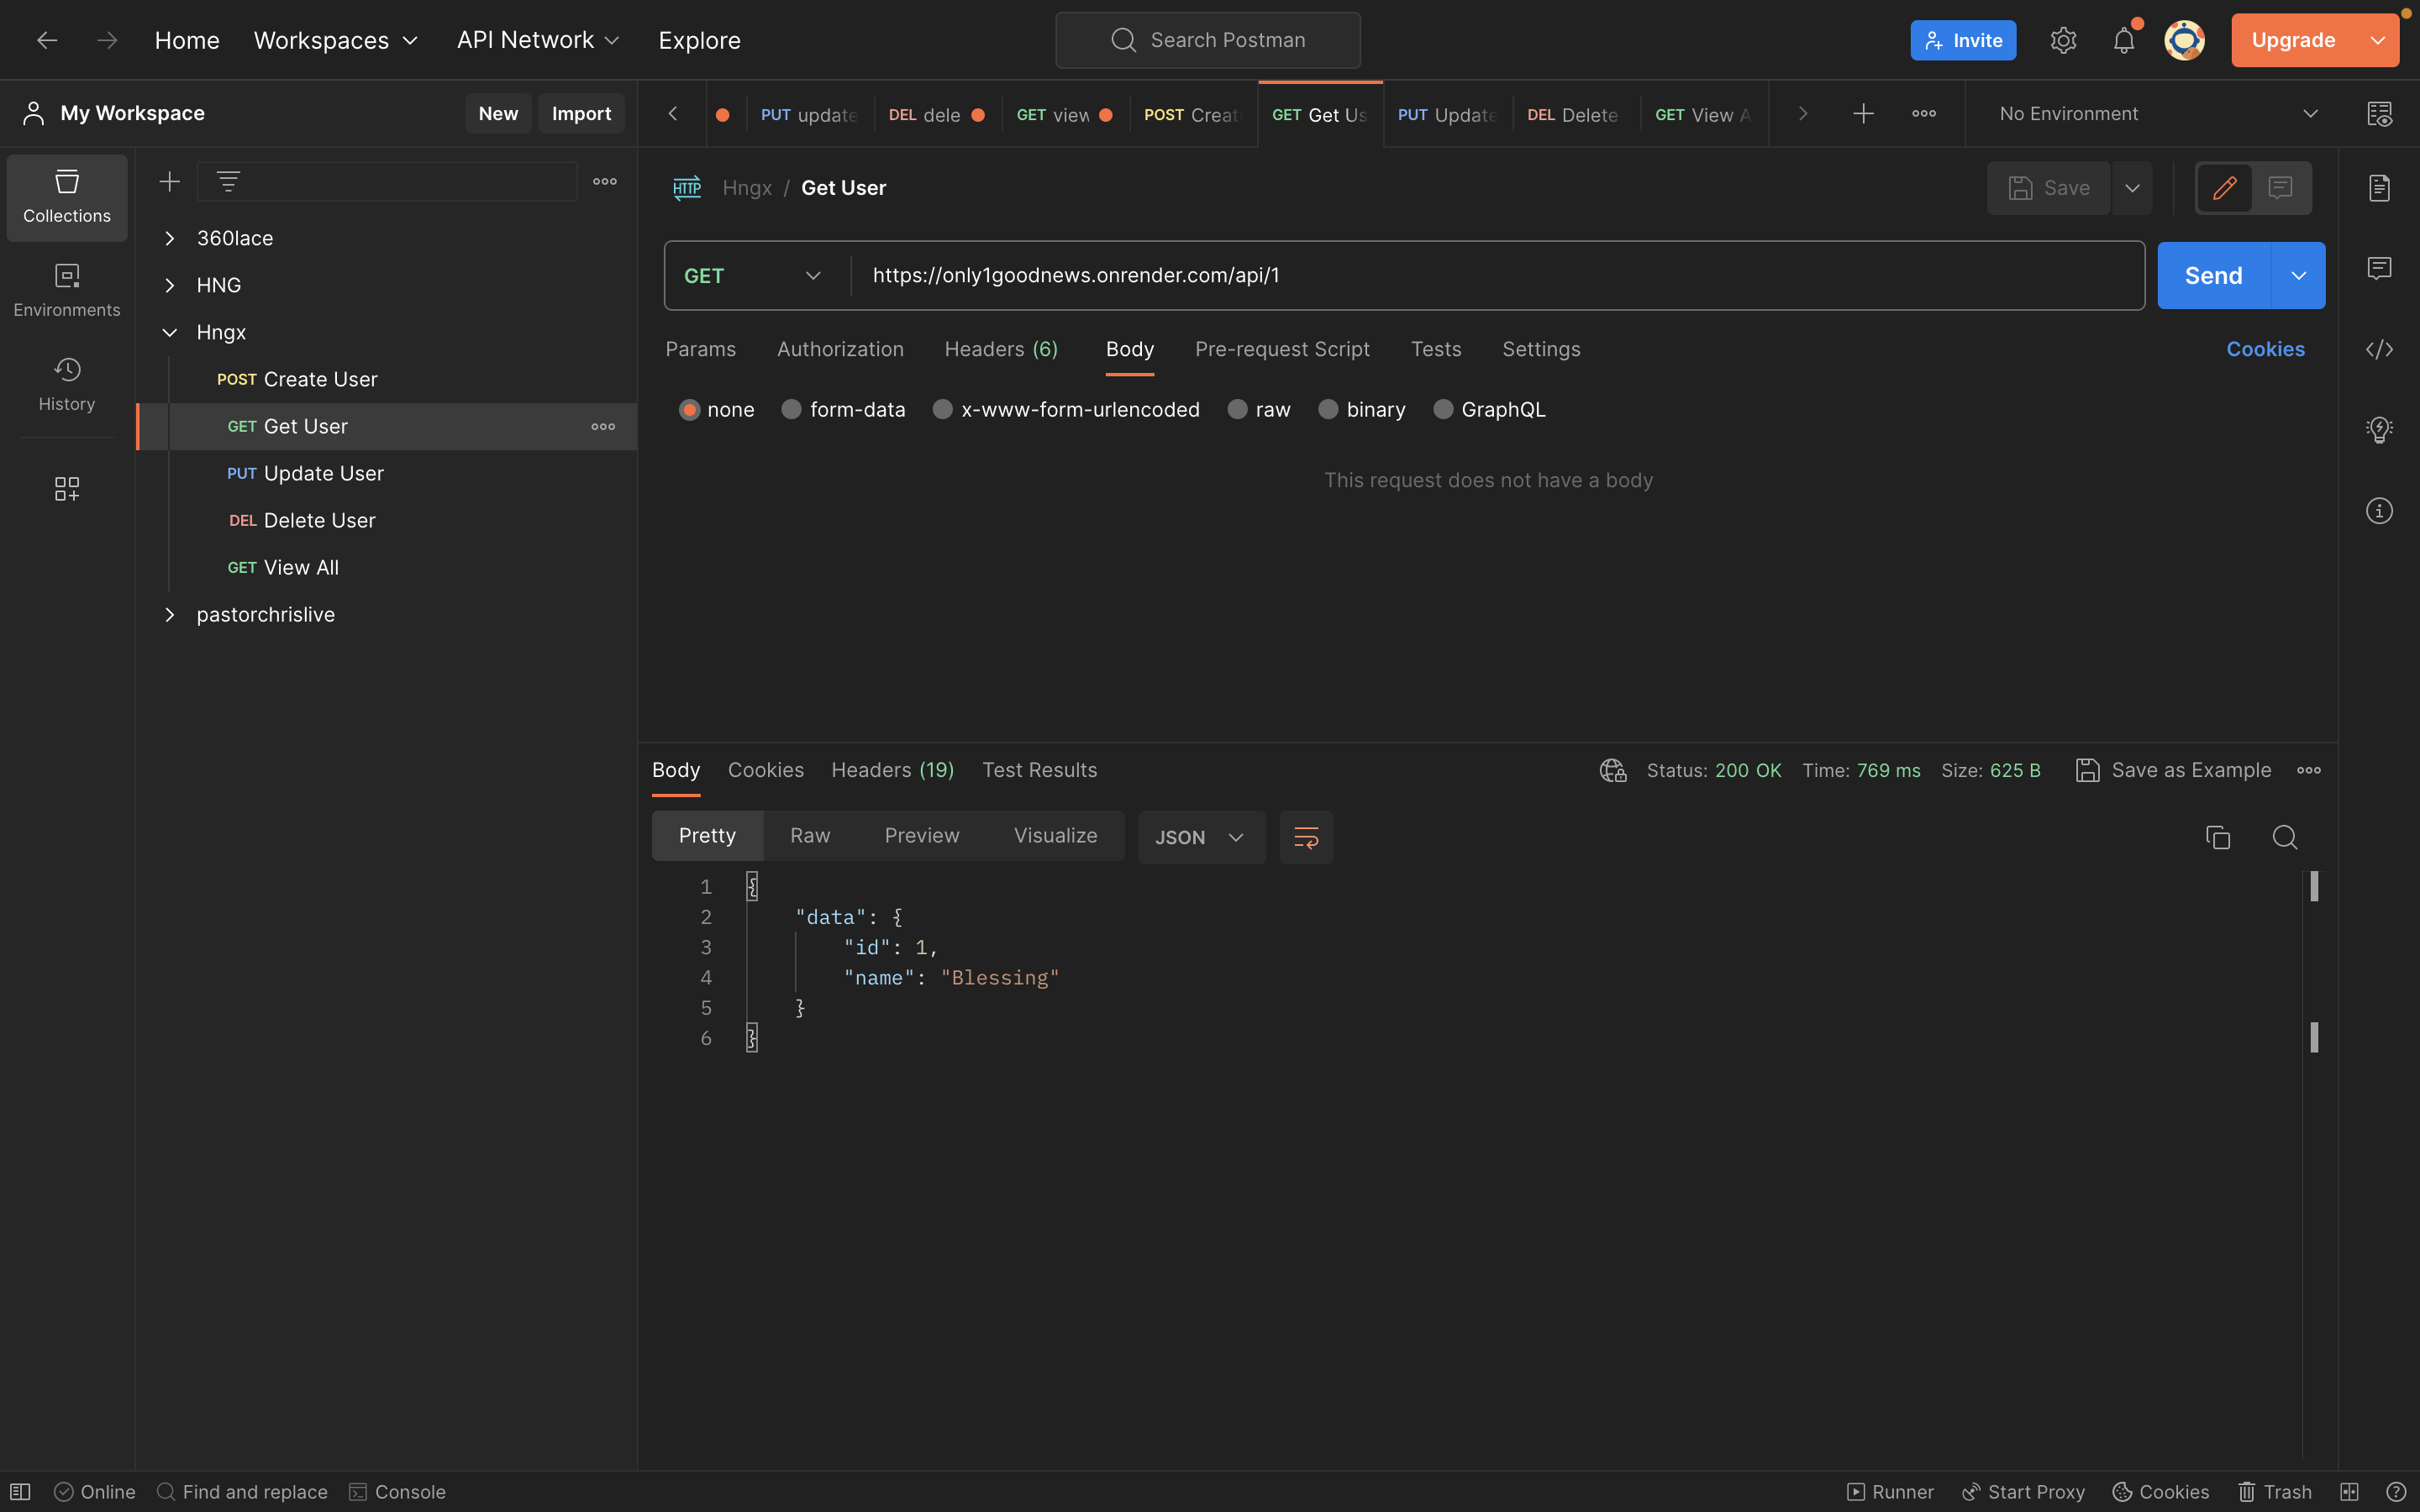 Home Workspaces API Network Explore Search Postman Invite Upgrade
My Workspace New Import
PUT update DEL dele GET view POST Creat GET Get Us PUT Update DEL Delete GET View A No Environment
Collections
Environments
History
360lace
HNG
Hngx
POST Create User
GET Get User
PUT Update User
DEL Delete User
GET View All
pastorchrislive
HTTP Hngx / Get User Save
GET https://only1goodnews.onrender.com/api/1 Send
Params Authorization Headers (6) Body Pre-request Script Tests Settings Cookies
none form-data x-www-form-urlencoded raw binary GraphQL
This request does not have a body
Body Cookies Headers (19) Test Results Status: 200 OK Time: 769 ms Size: 625 B Save as Example
Pretty Raw Preview Visualize JSON
1 {
2 "data": {
3 "id": 1,
4 "name": "Blessing"
5 }
6 }
Online Find and replace Console Runner Start Proxy Cookies Trash